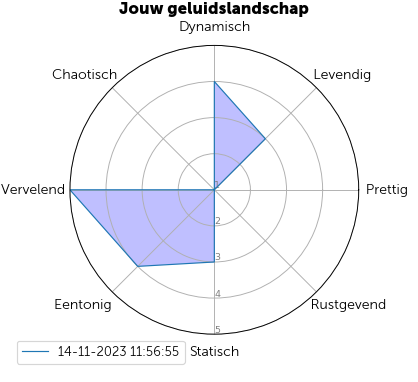 Jouw geluidslandschap
Dynamisch
Chaotisch
Levendig
Vervelend
1
Prettig
2
3
Eentonig
4
Rustgevend
5
14-11-2023 11:56:55
Statisch